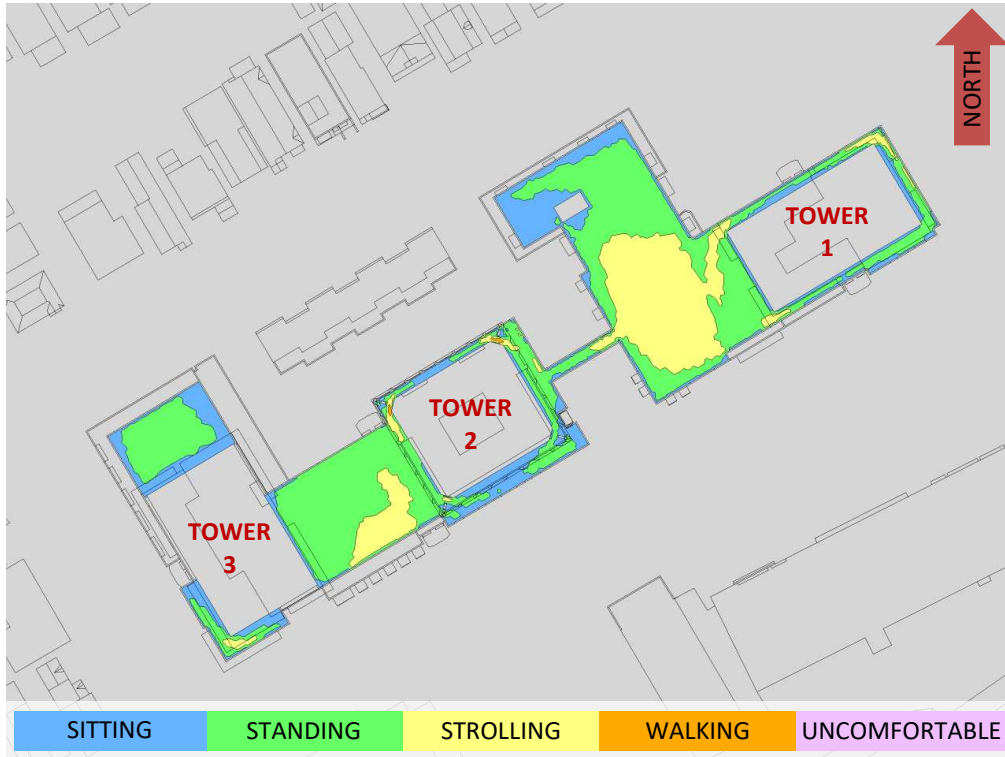 NORTH
TOWER
1
TOWER
2
TOWER
3
SITTING
STANDING
STROLLING
WALKING
UNCOMFORTABLE